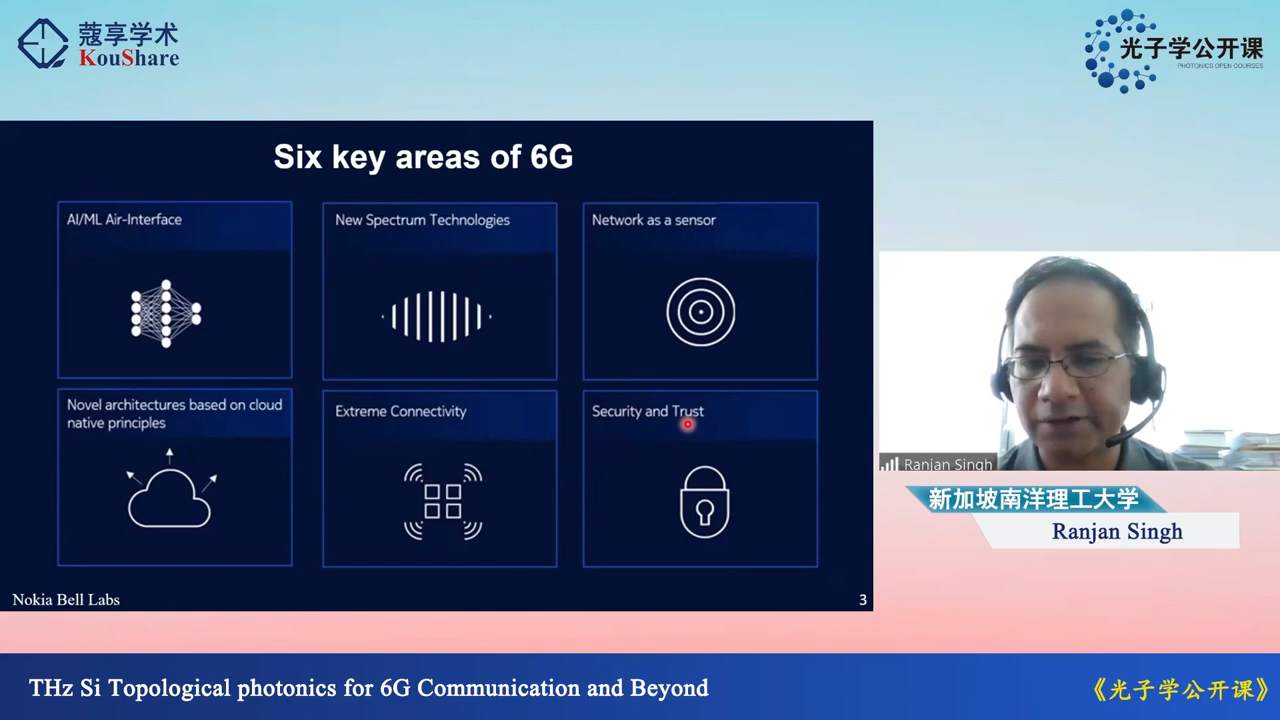 蔻享学术
KouShare
光子学公开课
PHOTONICS OPEN COURSES
Six key areas of 6G
AI/ML Air-Interface
New Spectrum Technologies
Network as a sensor
Novel architectures based on cloud
native principles
Extreme Connectivity
Security and Trust
Nokia Bell Labs
3
Ranjan Singh
新加坡南洋理工大学
Ranjan Singh
THz Si Topological photonics for 6G Communication and Beyond
《光子学公开课》